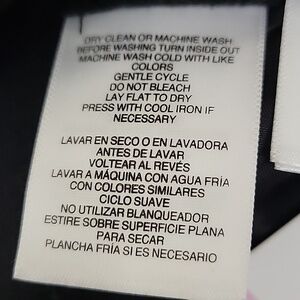 DRY CLEAN OR MACHINE WASH
BEFORE WASHING TURN INSIDE OUT
MACHINE WASH COLD WITH LIKE
COLORS
GENTLE CYCLE
DO NOT BLEACH
LAY FLAT TO DRY
PRESS WITH COOL IRON IF
NECESSARY
LAVAR EN SECO O EN LAVADORA
ANTES DE LAVAR
VOLTEAR AL REVÉS
LAVAR A MÁQUINA CON AGUA FRÍA
CON COLORES SIMILARES
CICLO SUAVE
NO UTILIZAR BLANQUEADOR
ESTIRE SOBRE SUPERFICIE PLANA
PARA SECAR
PLANCHA FRÍA SI ES NECESARIO